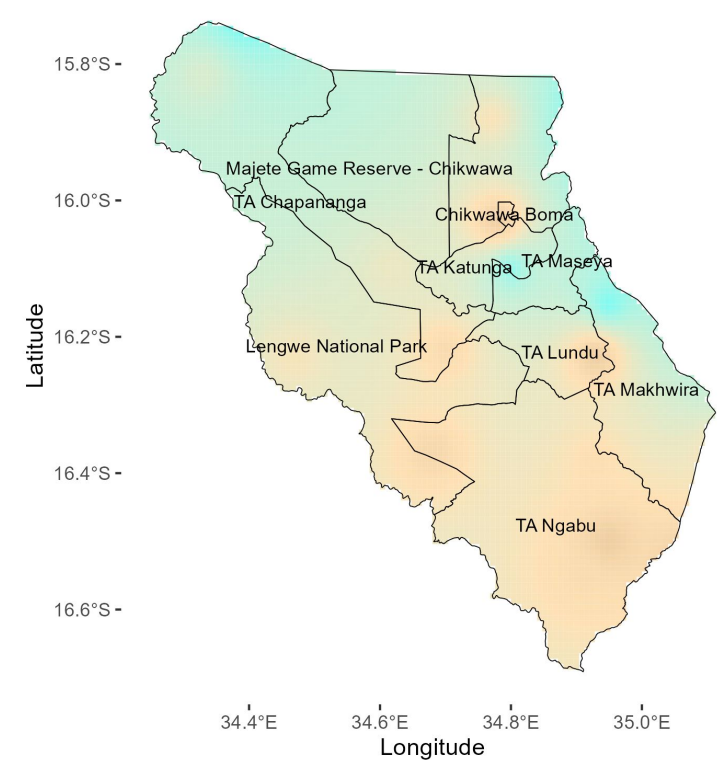 15.8°S
16.0°S
16.2°S
16.4°S
16.6°S
Latitude
Majete Game Reserve - Chikwawa
TA Chapananga
Chikwawa Boma
TA Katunga
TA Maseya
Lengwe National Park
TA Lundu
TA Makhwira
TA Ngabu
34.4°E
34.6°E
34.8°E
35.0°E
Longitude